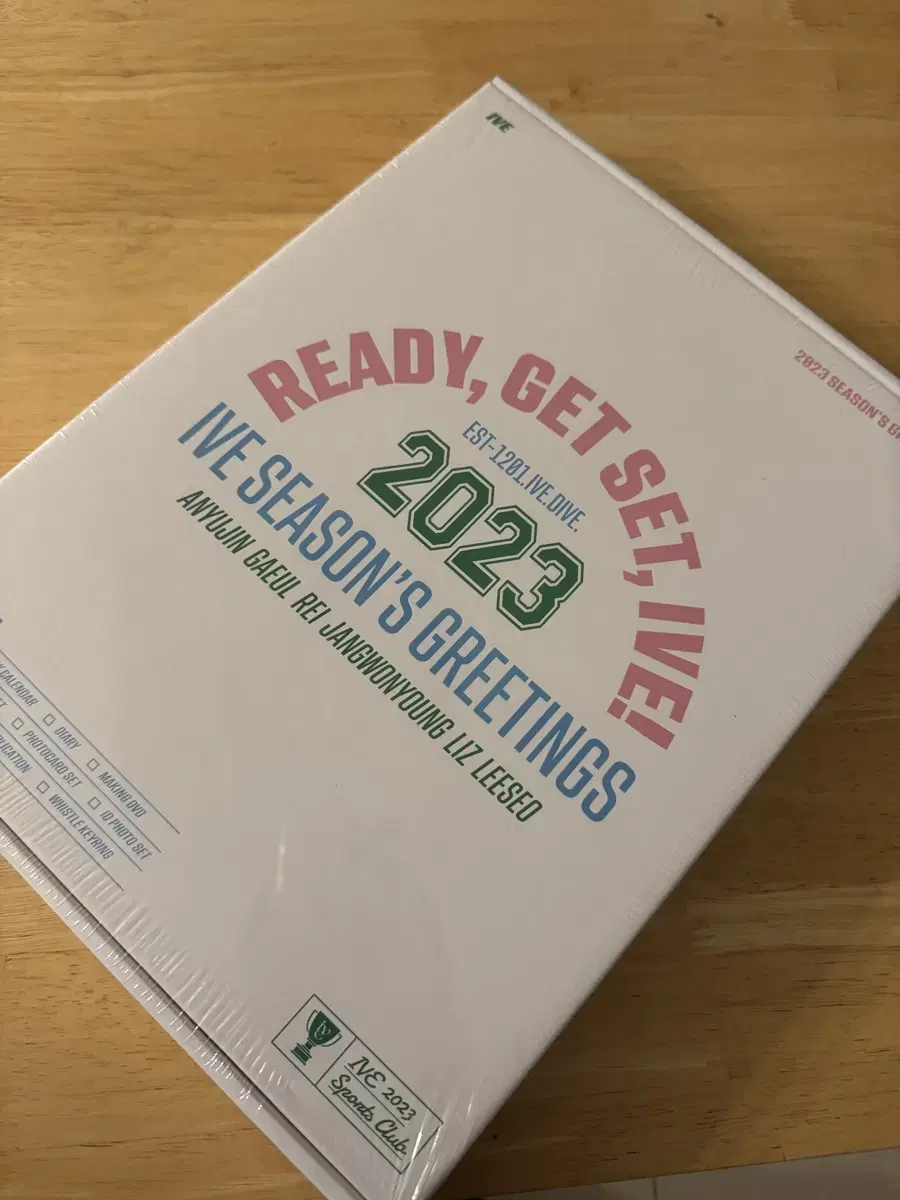 IVE
2023 SEASON'S
READY, GET SET, IVE!
EST-1201.IVE.DIVE.
2023
IVE SEASON'S GREETINGS
ANYUJIN GAEUL REI JANGWONYOUNG LIZ LEESEO
CALENDAR DIARY MAKING DVD
PHOTOCARD SET ID PHOTO SET
WHISTLE KEYRING
IVE 2023
Sports Club